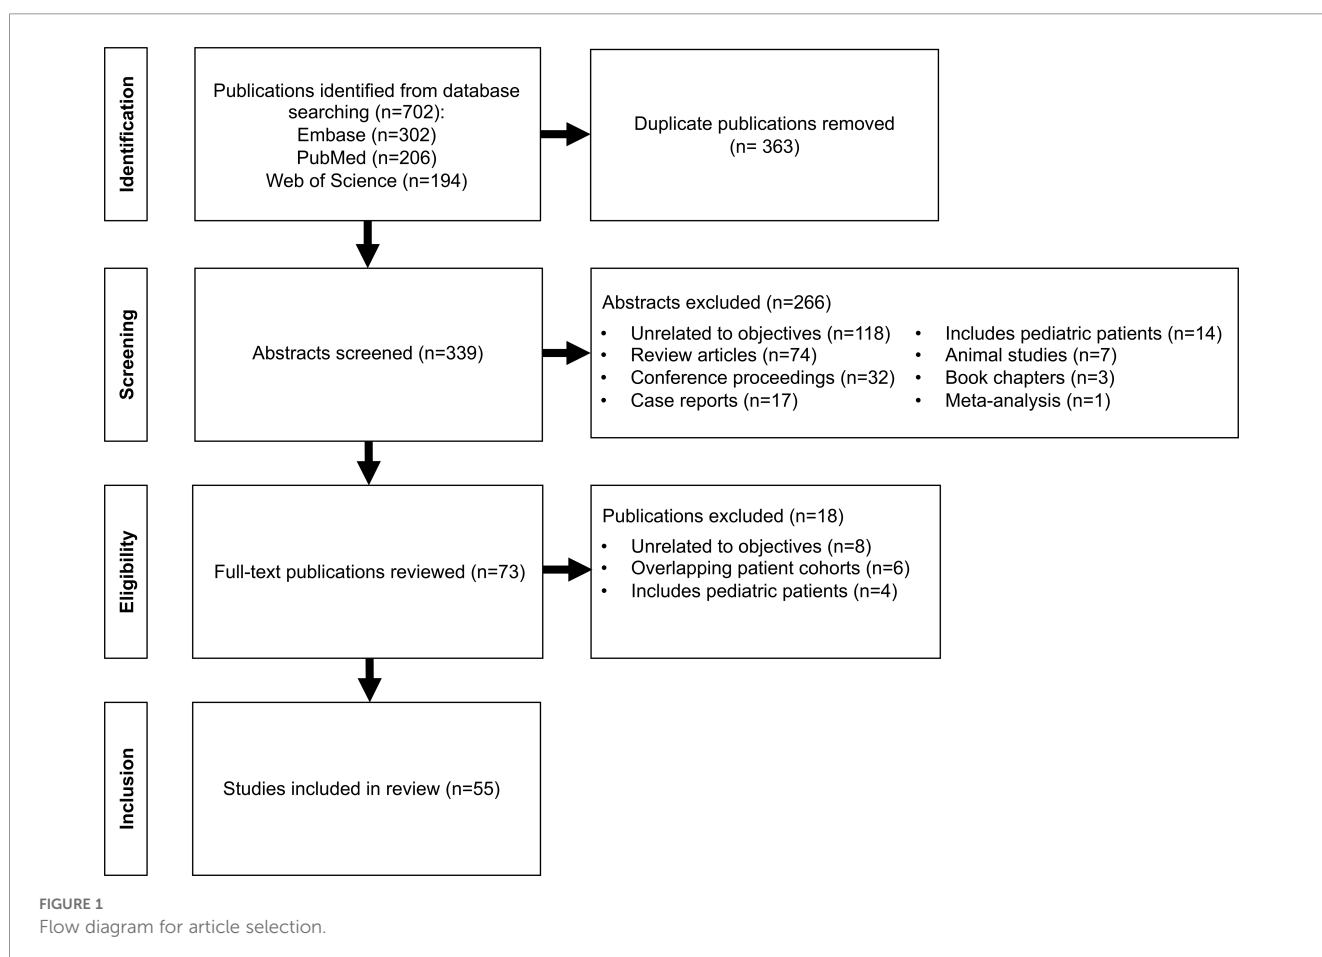 Identification
Publications identified from database
searching (n=702):
Embase (n=302)
PubMed (n=206)
Web of Science (n=194)
Duplicate publications removed
(n= 363)
Screening
Abstracts screened (n=339)
Abstracts excluded (n=266)
• Unrelated to objectives (n=118)
• Review articles (n=74)
• Conference proceedings (n=32)
• Case reports (n=17)
• Includes pediatric patients (n=14)
• Animal studies (n=7)
• Book chapters (n=3)
• Meta-analysis (n=1)
Eligibility
Full-text publications reviewed (n=73)
Publications excluded (n=18)
• Unrelated to objectives (n=8)
• Overlapping patient cohorts (n=6)
• Includes pediatric patients (n=4)
Inclusion
Studies included in review (n=55)
FIGURE 1
Flow diagram for article selection.